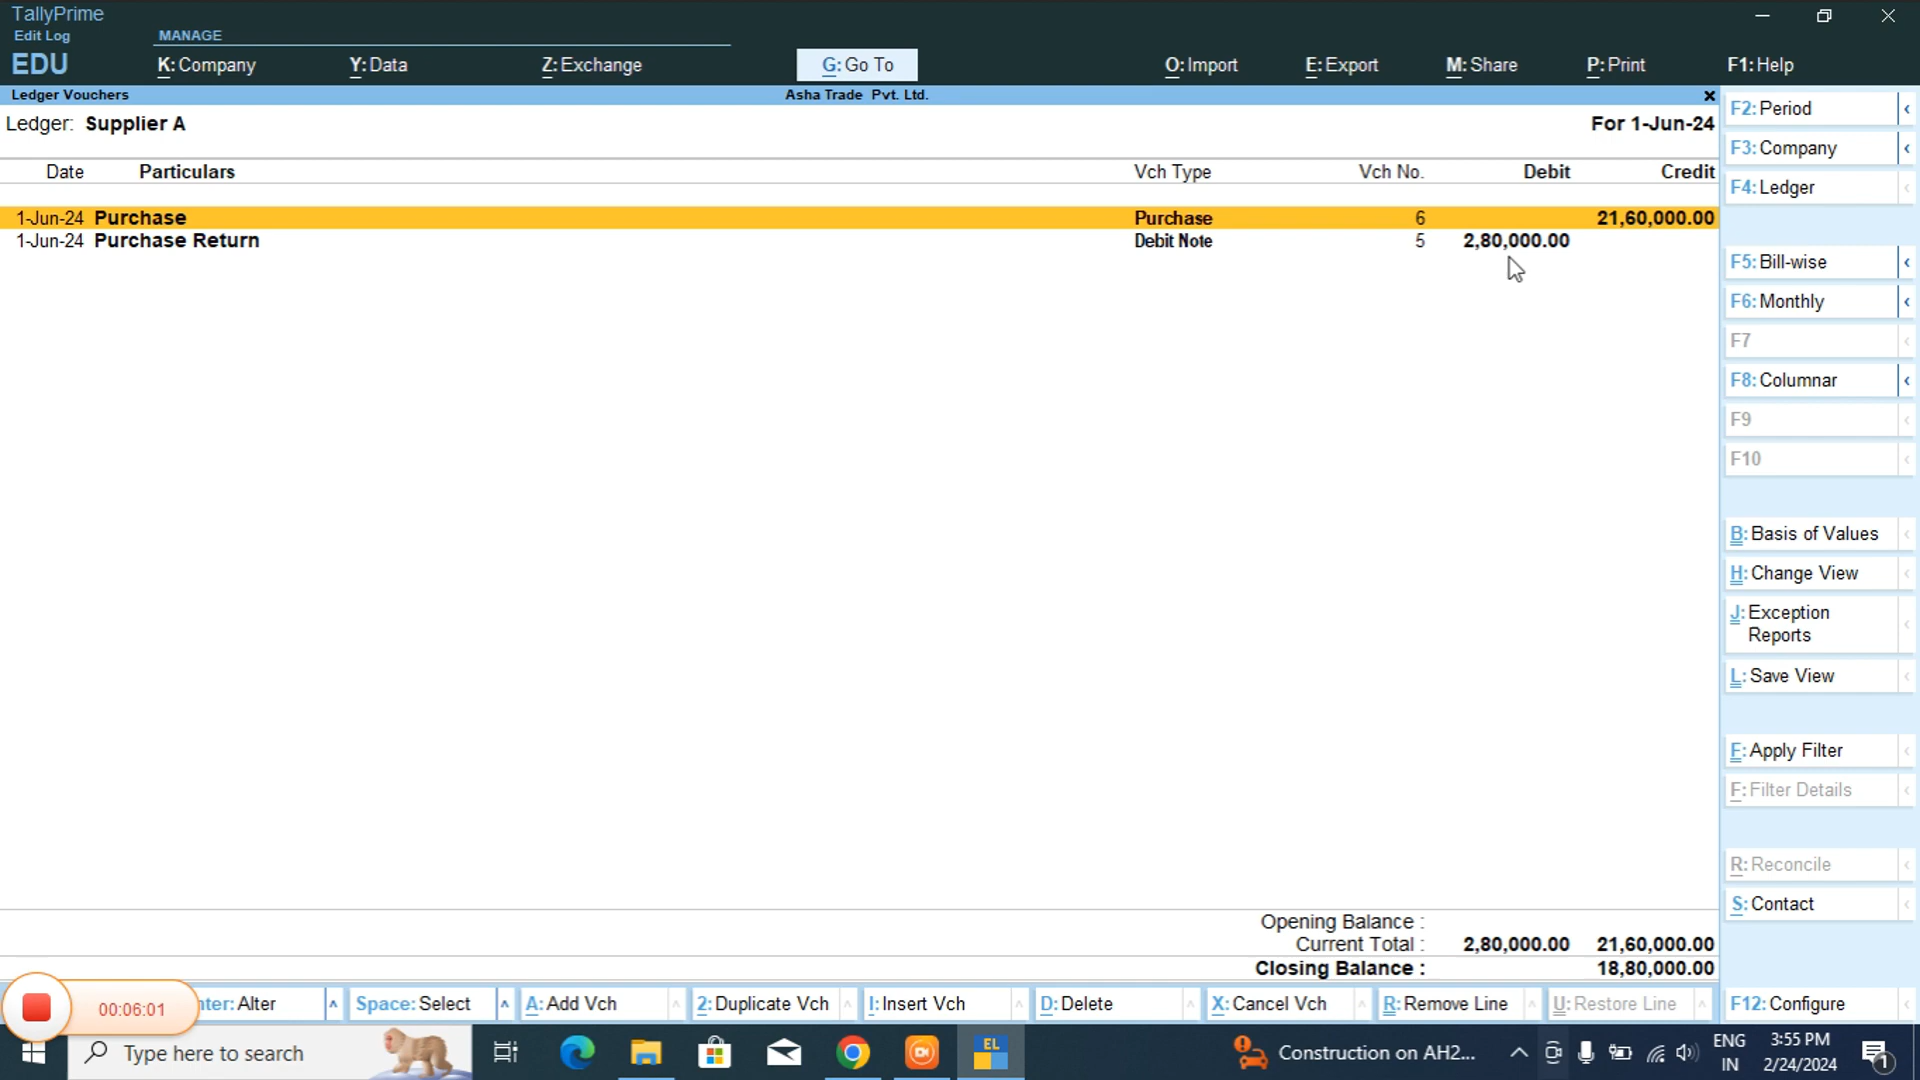 TallyPrime
Edit Log
EDU
MANAGE
K: Company Y: Data Z: Exchange G: Go To O: Import E: Export M: Share P: Print F1: Help
Ledger Vouchers Asha Trade Pvt. Ltd. x
Ledger: Supplier A For 1-Jun-24
Date Particulars Vch Type Vch No. Debit Credit
1-Jun-24 Purchase Purchase 6 21,60,000.00
1-Jun-24 Purchase Return Debit Note 5 2,80,000.00
Opening Balance :
Current Total : 2,80,000.00 21,60,000.00
Closing Balance : 18,80,000.00
F2: Period
F3: Company
F4: Ledger
F5: Bill-wise
F6: Monthly
F7
F8: Columnar
F9
F10
B: Basis of Values
H: Change View
J: Exception
Reports
L: Save View
F: Apply Filter
F: Filter Details
R: Reconcile
S: Contact
F12: Configure
00:06:01
nter: Alter Space: Select A: Add Vch 2: Duplicate Vch I: Insert Vch D: Delete X: Cancel Vch R: Remove Line U: Restore Line
Type here to search
EL
Construction on AH2...
ENG
IN
3:55 PM
2/24/2024
1